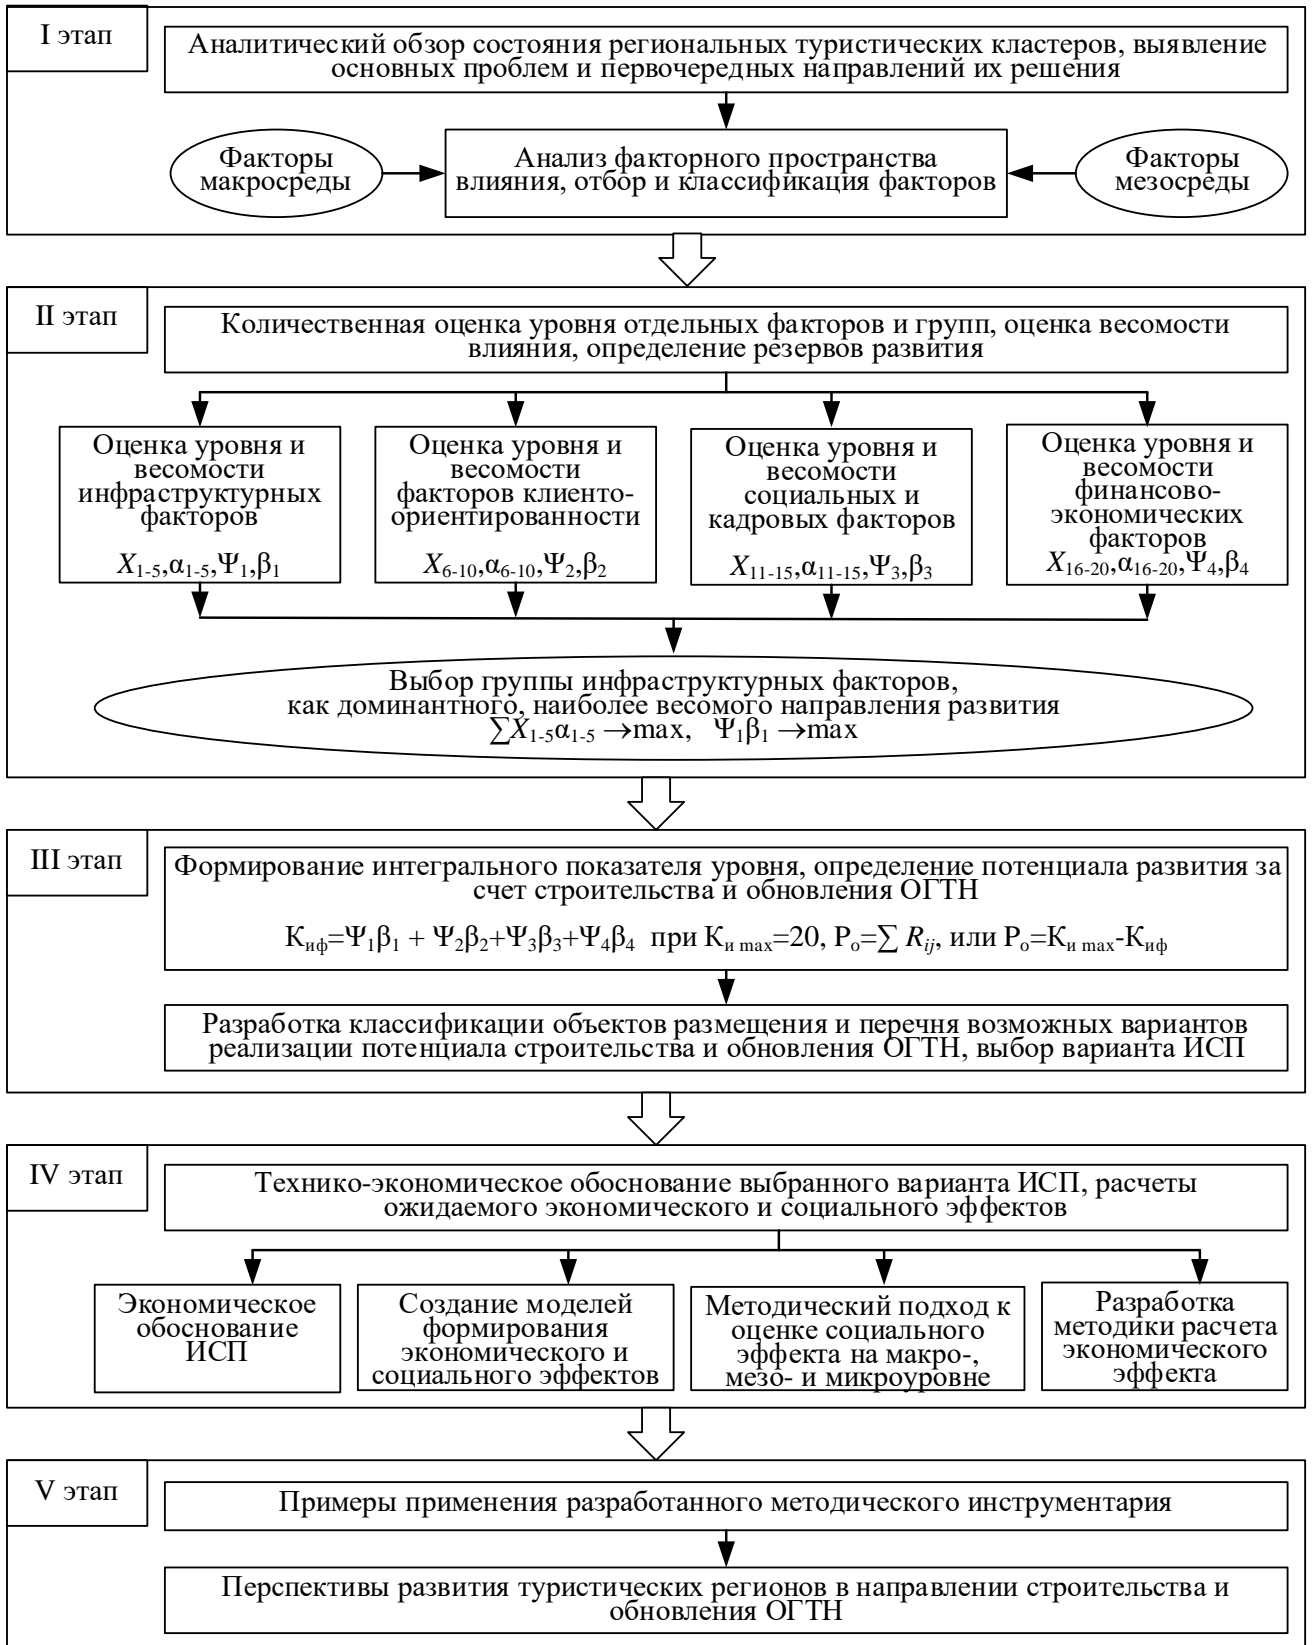 I этап
Аналитический обзор состояния региональных туристических кластеров, выявление
основных проблем и первочередных направлений их решения
Факторы
макросреды
Анализ факторного пространства
влияния, отбор и классификация факторов
Факторы
мезосреды
II этап
Количественная оценка уровня отдельных факторов и групп, оценка весомости
влияния, определение резервов развития
Оценка уровня и
весомости
инфраструктурных
факторов
X₁₋₅,α₁₋₅,Ψ₁,β₁
Оценка уровня и
весомости
факторов клиенто-
ориентированности
X₆₋₁₀,α₆₋₁₀,Ψ₂,β₂
Оценка уровня и
весомости
социальных и
кадровых факторов
X₁₁₋₁₅,α₁₁₋₁₅,Ψ₃,β₃
Оценка уровня и
весомости
финансово-
экономических
факторов
X₁₆₋₂₀,α₁₆₋₂₀,Ψ₄,β₄
Выбор группы инфраструктурных факторов,
как доминантного, наиболее весомого направления развития
∑X₁₋₅α₁₋₅ →max, Ψ₁β₁ →max
III этап
Формирование интегрального показателя уровня, определение потенциала развития за
счет строительства и обновления ОГТН
Kиф=Ψ₁β₁ + Ψ₂β₂+Ψ₃β₃+Ψ₄β₄ при Kи max=20, Pо=∑ Rij, или Pо=Kи max-Kиф
Разработка классификации объектов размещения и перечня возможных вариантов
реализации потенциала строительства и обновления ОГТН, выбор варианта ИСП
IV этап
Технико-экономическое обоснование выбранного варианта ИСП, расчеты
ожидаемого экономического и социального эффектов
Экономическое
обоснование
ИСП
Создание моделей
формирования
экономического и
социального эффектов
Методический подход к
оценке социального
эффекта на макро-,
мезо- и микроуровне
Разработка
методики расчета
экономического
эффекта
V этап
Примеры применения разработанного методического инструментария
Перспективы развития туристических регионов в направлении строительства и
обновления ОГТН